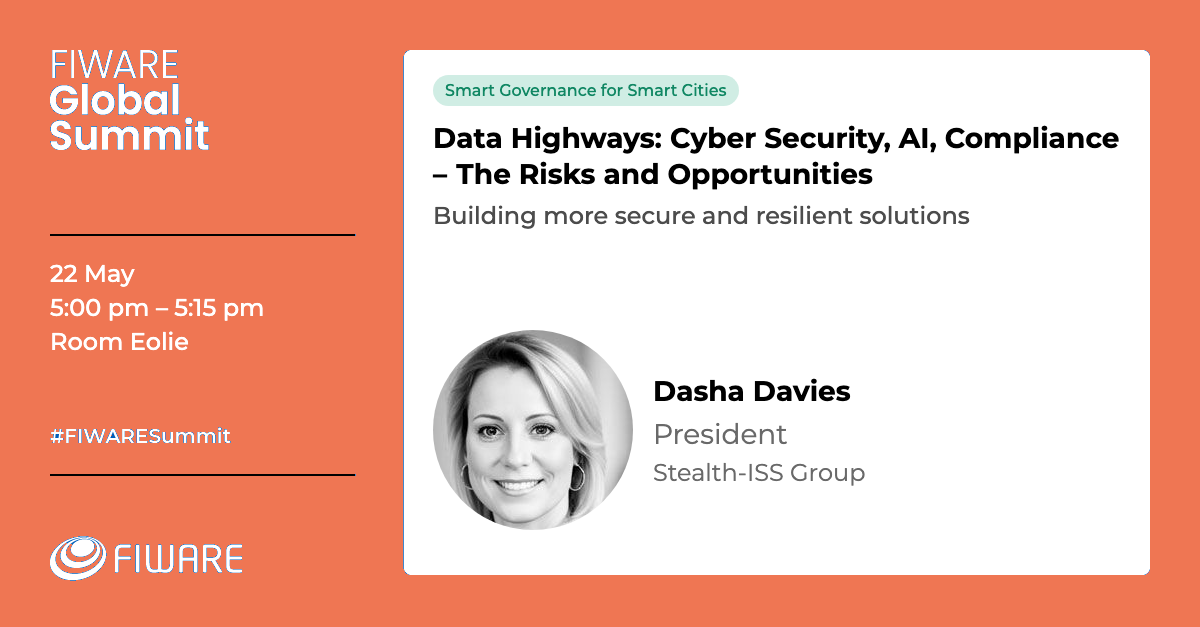 FIWARE
Global
Summit
22 May
5:00 pm – 5:15 pm
Room Eolie
#FIWARESummit
FIWARE
Smart Governance for Smart Cities
Data Highways: Cyber Security, AI, Compliance
– The Risks and Opportunities
Building more secure and resilient solutions
Dasha Davies
President
Stealth-ISS Group